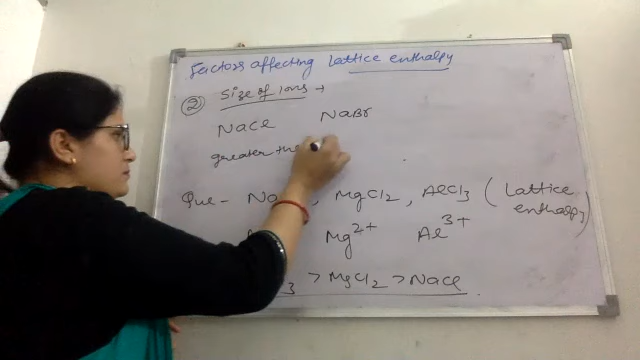 Factors affecting Lattice enthalpy
② Size of ions →
NaCl NaBr
greater the
Que - Na , MgCl2, AlCl3 (Lattice enthalpy)
Mg2+ Al3+
3 > MgCl2 > NaCl